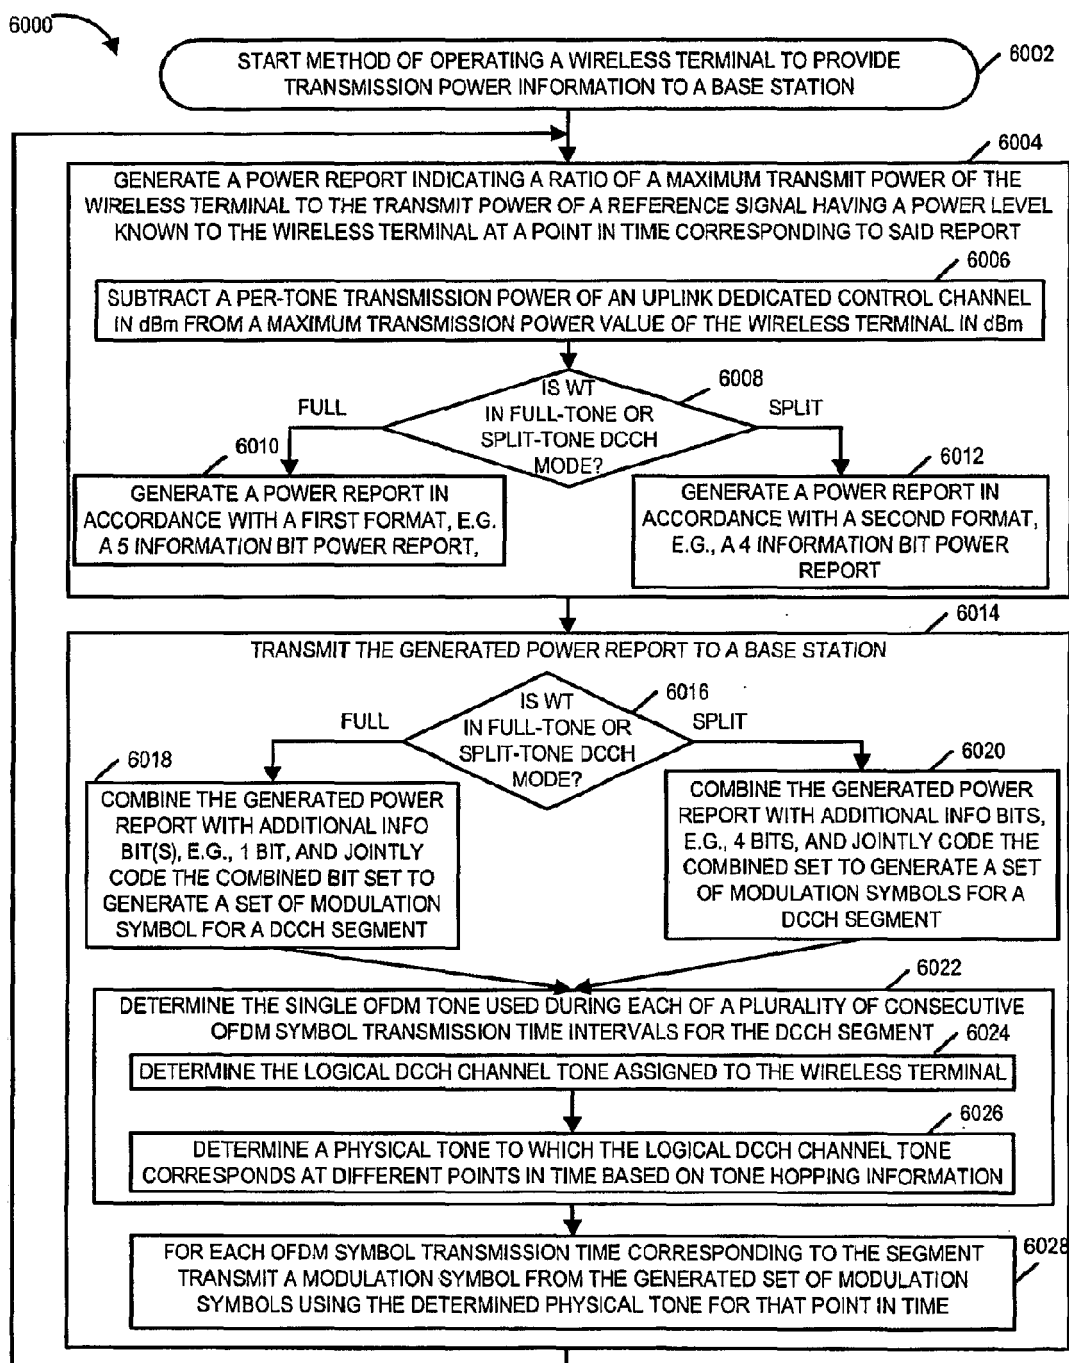 6000
START METHOD OF OPERATING A WIRELESS TERMINAL TO PROVIDE
TRANSMISSION POWER INFORMATION TO A BASE STATION
6002
6004
GENERATE A POWER REPORT INDICATING A RATIO OF A MAXIMUM TRANSMIT POWER OF THE
WIRELESS TERMINAL TO THE TRANSMIT POWER OF A REFERENCE SIGNAL HAVING A POWER LEVEL
KNOWN TO THE WIRELESS TERMINAL AT A POINT IN TIME CORRESPONDING TO SAID REPORT
6006
SUBTRACT A PER-TONE TRANSMISSION POWER OF AN UPLINK DEDICATED CONTROL CHANNEL
IN dBm FROM A MAXIMUM TRANSMISSION POWER VALUE OF THE WIRELESS TERMINAL IN dBm
6008
IS WT
IN FULL-TONE OR
SPLIT-TONE DCCH
MODE?
FULL
SPLIT
6010
GENERATE A POWER REPORT IN
ACCORDANCE WITH A FIRST FORMAT, E.G.
A 5 INFORMATION BIT POWER REPORT,
6012
GENERATE A POWER REPORT IN
ACCORDANCE WITH A SECOND FORMAT,
E.G., A 4 INFORMATION BIT POWER
REPORT
6014
TRANSMIT THE GENERATED POWER REPORT TO A BASE STATION
6016
IS WT
IN FULL-TONE OR
SPLIT-TONE DCCH
MODE?
FULL
SPLIT
6018
COMBINE THE GENERATED POWER
REPORT WITH ADDITIONAL INFO
BIT(S), E.G., 1 BIT, AND JOINTLY
CODE THE COMBINED BIT SET TO
GENERATE A SET OF MODULATION
SYMBOL FOR A DCCH SEGMENT
6020
COMBINE THE GENERATED POWER
REPORT WITH ADDITIONAL INFO BITS,
E.G., 4 BITS, AND JOINTLY CODE THE
COMBINED SET TO GENERATE A SET
OF MODULATION SYMBOLS FOR A
DCCH SEGMENT
6022
DETERMINE THE SINGLE OFDM TONE USED DURING EACH OF A PLURALITY OF CONSECUTIVE
OFDM SYMBOL TRANSMISSION TIME INTERVALS FOR THE DCCH SEGMENT
6024
DETERMINE THE LOGICAL DCCH CHANNEL TONE ASSIGNED TO THE WIRELESS TERMINAL
6026
DETERMINE A PHYSICAL TONE TO WHICH THE LOGICAL DCCH CHANNEL TONE
CORRESPONDS AT DIFFERENT POINTS IN TIME BASED ON TONE HOPPING INFORMATION
6028
FOR EACH OFDM SYMBOL TRANSMISSION TIME CORRESPONDING TO THE SEGMENT
TRANSMIT A MODULATION SYMBOL FROM THE GENERATED SET OF MODULATION
SYMBOLS USING THE DETERMINED PHYSICAL TONE FOR THAT POINT IN TIME